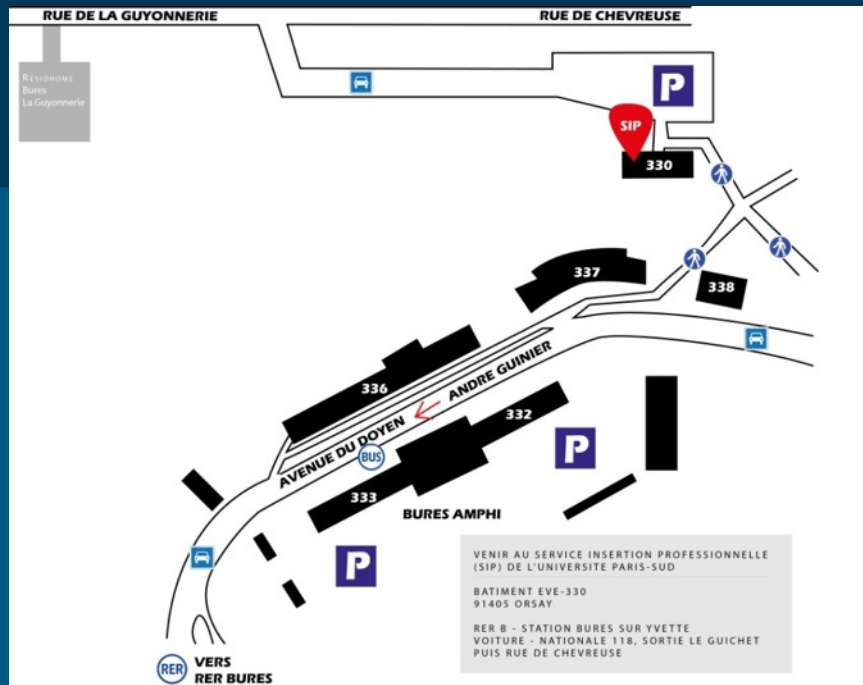 RUE DE LA GUYONNERIE
RUE DE CHEVREUSE
RESIDHOME
Bures
La Guyonnerie
P
SIP
330
337
338
336
AVENUE DU DOYEN ANDRE GUINIER
332
BUS
333
P
BURES AMPHI
P
VENIR AU SERVICE INSERTION PROFESSIONNELLE
(SIP) DE L'UNIVERSITE PARIS-SUD
BATIMENT EVE-330
91405 ORSAY
RER B - STATION BURES SUR YVETTE
VOITURE - NATIONALE 118, SORTIE LE GUICHET
PUIS RUE DE CHEVREUSE
RER
VERS
RER BURES